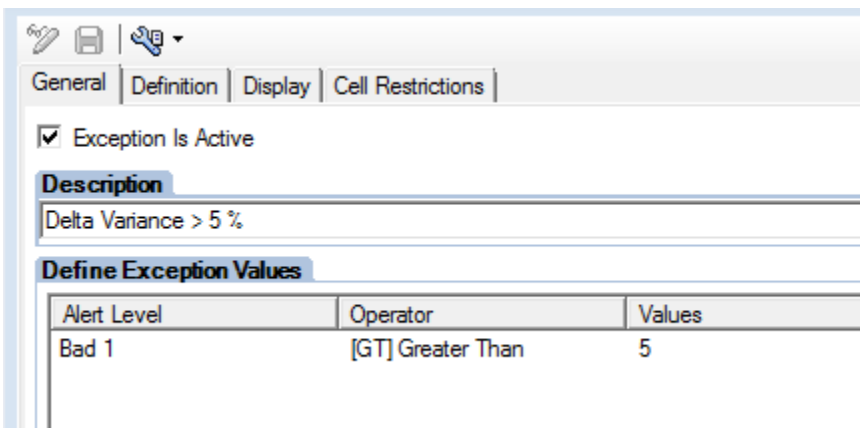 General Definition Display Cell Restrictions
Exception Is Active
Description
Delta Variance > 5 %
Define Exception Values
Alert Level Operator Values
Bad 1 [GT] Greater Than 5